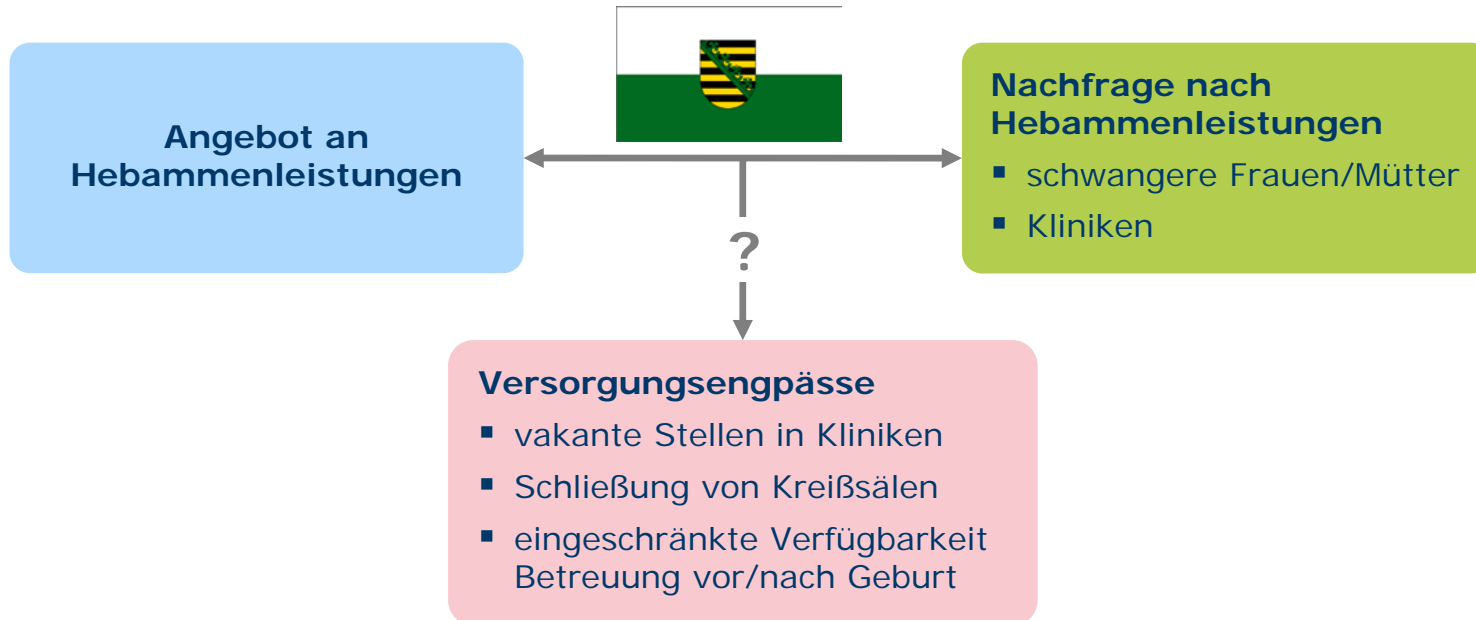 Angebot an
Hebammenleistungen
Nachfrage nach
Hebammenleistungen
▪ schwangere Frauen/Mütter
▪ Kliniken
?
Versorgungsengpässe
▪ vakante Stellen in Kliniken
▪ Schließung von Kreißsälen
▪ eingeschränkte Verfügbarkeit
Betreuung vor/nach Geburt